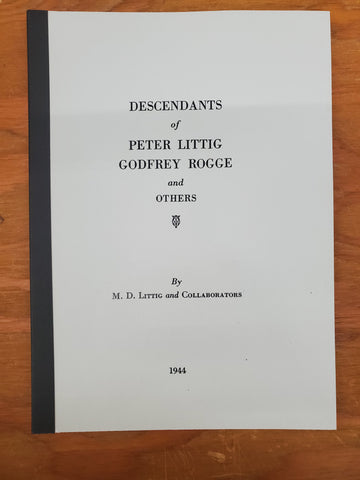 DESCENDANTS
of
PETER LITTIG
GODFREY ROGGE
and
OTHERS
By
M. D. LITTIG and COLLABORATORS
1944